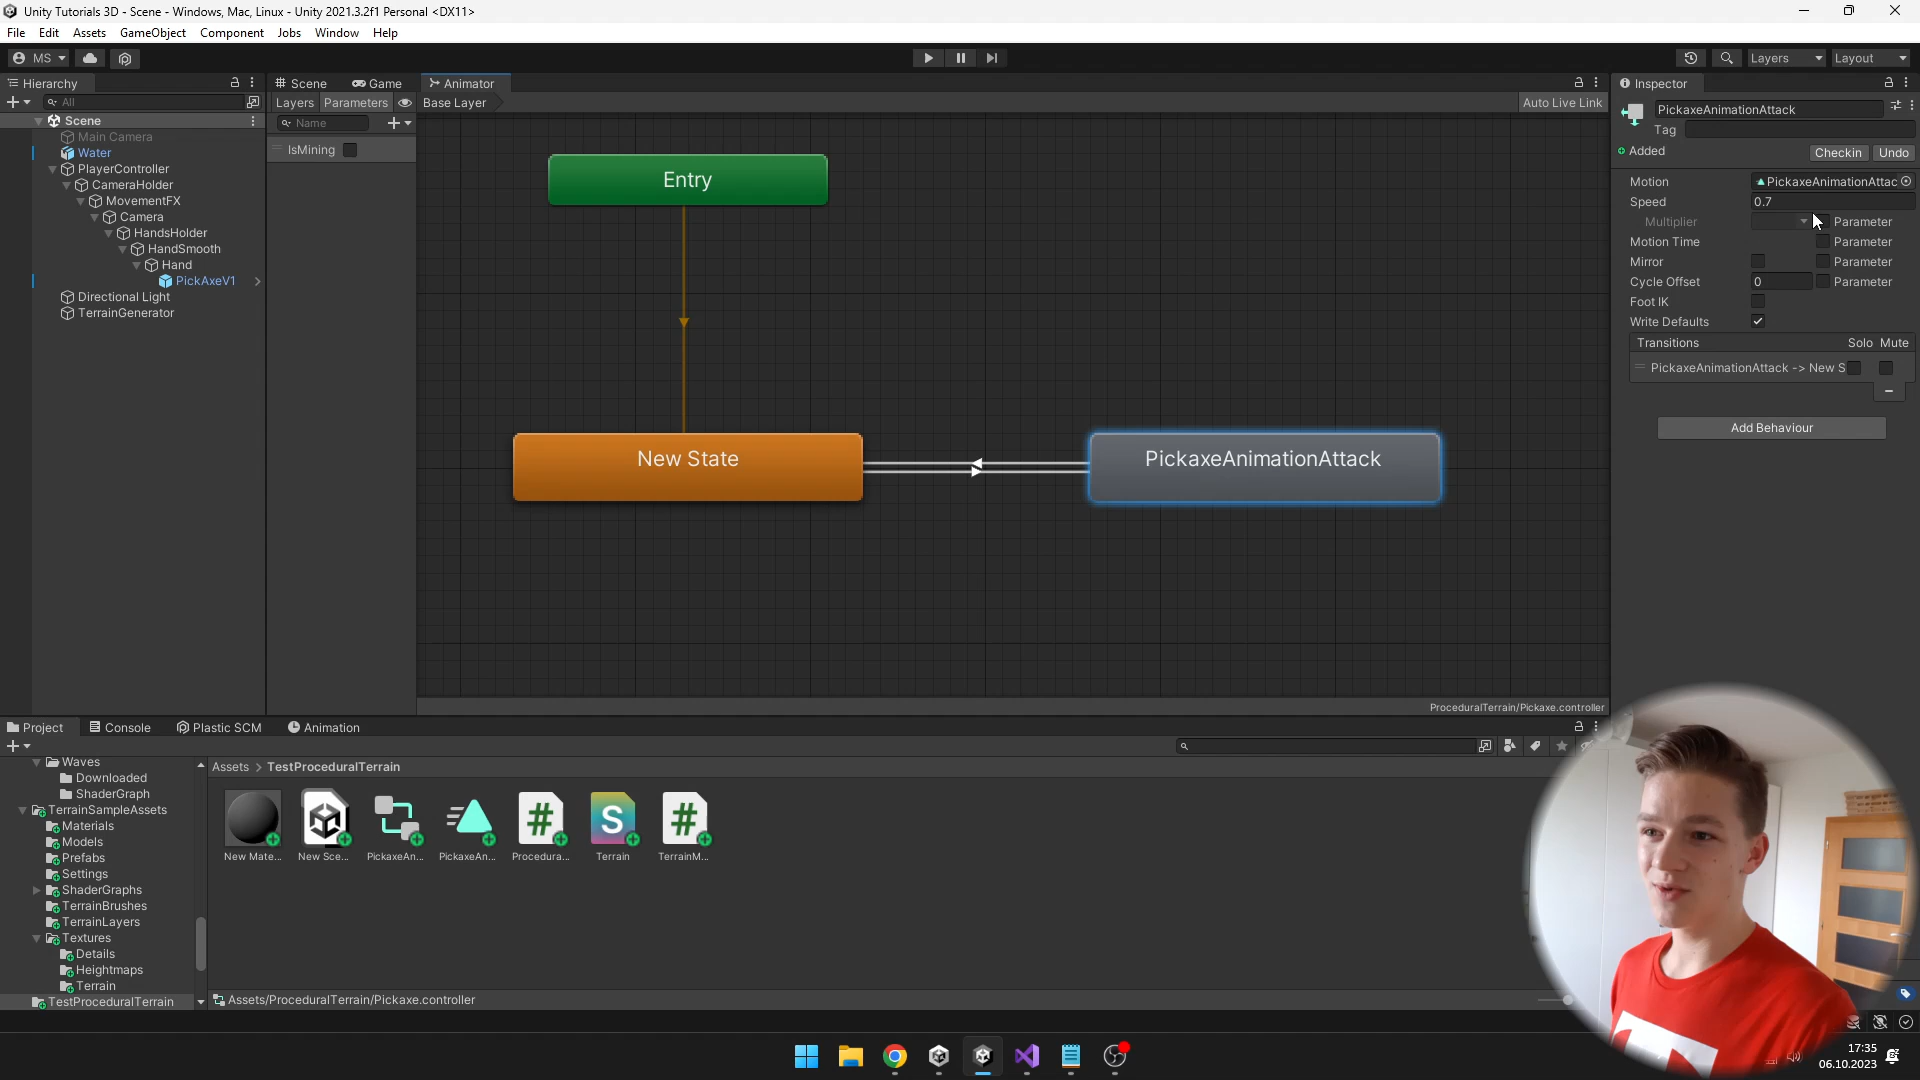 Unity Tutorials 3D - Scene - Windows, Mac, Linux - Unity 2021.3.2f1 Personal <DX11>
File Edit Assets GameObject Component Jobs Window Help
MS Layers Layout
Hierarchy
All
Scene
Main Camera
Water
PlayerController
CameraHolder
MovementFX
Camera
HandsHolder
HandSmooth
Hand
PickAxeV1
Directional Light
TerrainGenerator
Scene Game Animator
Layers Parameters Base Layer Auto Live Link
Name
IsMining
Entry
New State
PickaxeAnimationAttack
ProceduralTerrain/Pickaxe.controller
Inspector
PickaxeAnimationAttack
Tag
Added Checkin Undo
Motion PickaxeAnimationAttac
Speed 0.7
Multiplier Parameter
Motion Time Parameter
Mirror Parameter
Cycle Offset 0 Parameter
Foot IK
Write Defaults
Transitions Solo Mute
PickaxeAnimationAttack -> New S
Add Behaviour
Project Console Plastic SCM Animation
Waves
Downloaded
ShaderGraph
TerrainSampleAssets
Materials
Models
Prefabs
Settings
ShaderGraphs
TerrainBrushes
TerrainLayers
Textures
Details
Heightmaps
Terrain
TestProceduralTerrain
Assets > TestProceduralTerrain
New Mate... New Sce... PickaxeAn... PickaxeAn... Procedura... Terrain TerrainM...
Assets/ProceduralTerrain/Pickaxe.controller
17:35
06.10.2023